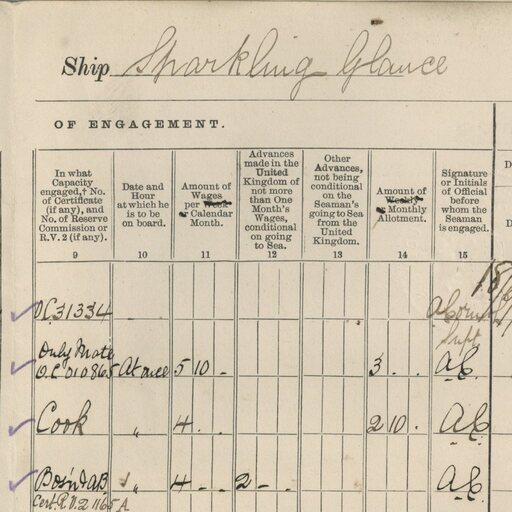 Ship Sparkling Glance
OF ENGAGEMENT.
In what
Capacity
engaged,† No.
of Certificate
(if any), and
No. of Reserve
Commission or
R.V. 2 (if any).
9
Date and
Hour
at which he
is to be
on board.
10
Amount of
Wages
per Week
or Calendar
Month.
11
Advances
made in the
United
Kingdom of
not more
than One
Month's
Wages,
conditional
on going
to Sea.
12
Other
Advances,
not being
conditional
on the
Seaman's
going to Sea
from the
United
Kingdom.
13
Amount of
Weekly
or Monthly
Allotment.
14
Signature
or Initials
of Official
before
whom the
Seaman
is engaged.
15
D
D
18
O.C 31334
Supt
Only Mate
O.C 010865 At once 5 10 - 3 . AC
Cook " 4 . . 2 10 . AC
Bos'n & AB " 4 - - 2 - - AC
Cert. R.V.2 1165 A